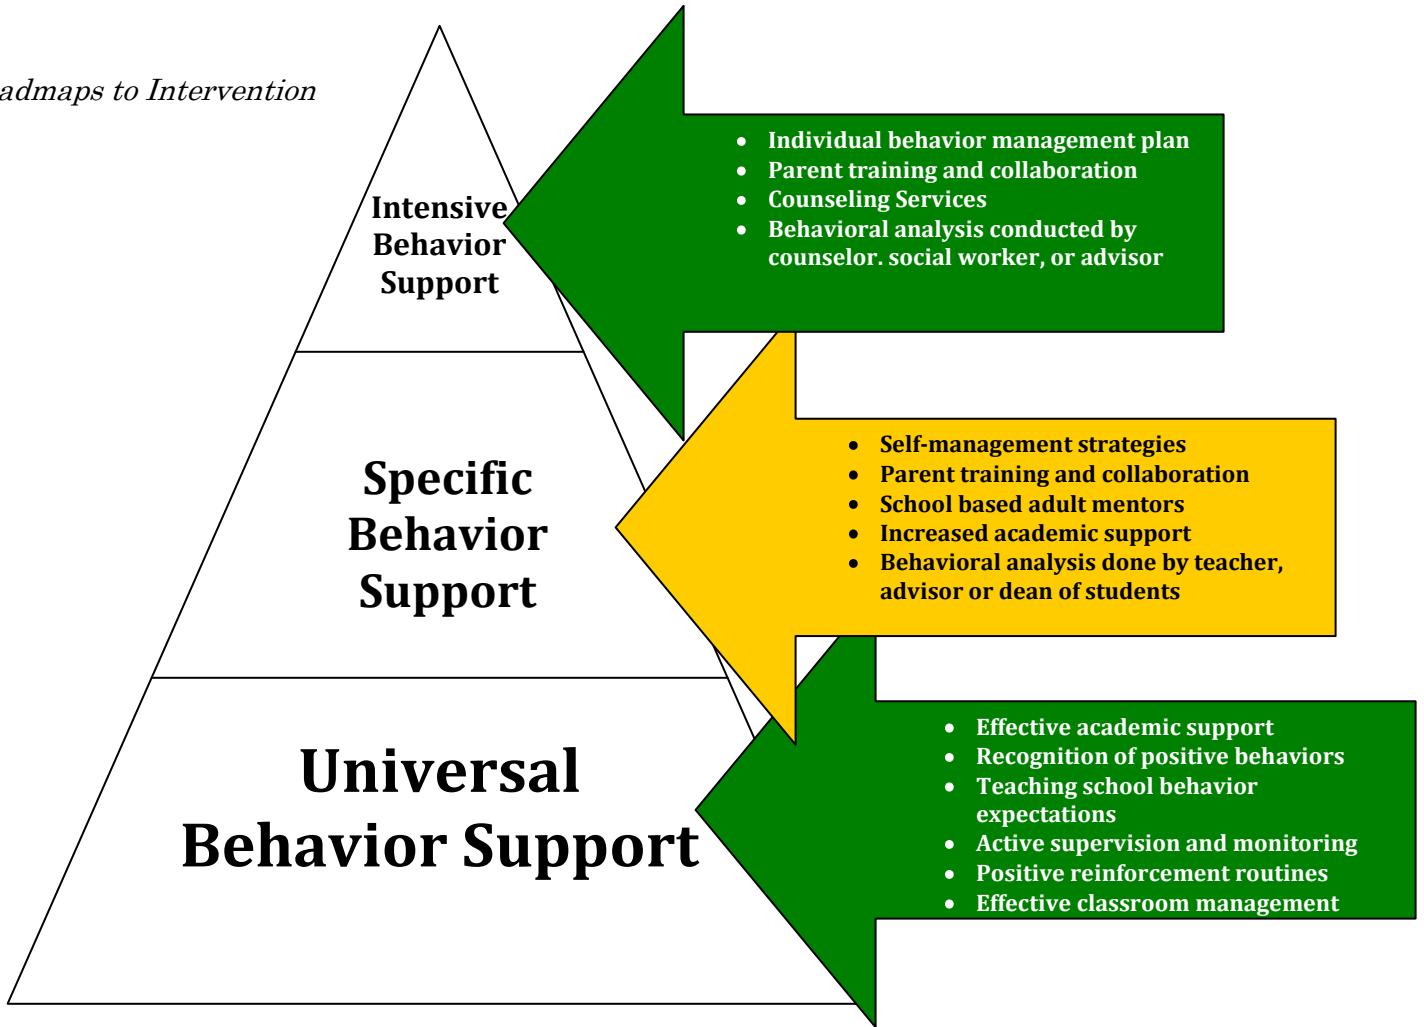 admaps to Intervention
Intensive
Behavior
Support
• Individual behavior management plan
• Parent training and collaboration
• Counseling Services
• Behavioral analysis conducted by
counselor. social worker, or advisor
Specific
Behavior
Support
• Self-management strategies
• Parent training and collaboration
• School based adult mentors
• Increased academic support
• Behavioral analysis done by teacher,
advisor or dean of students
Universal
Behavior Support
• Effective academic support
• Recognition of positive behaviors
• Teaching school behavior
expectations
• Active supervision and monitoring
• Positive reinforcement routines
• Effective classroom management